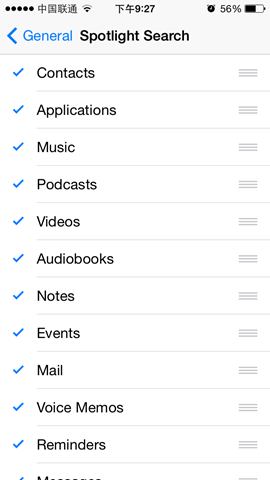 中国联通 下午9:27 56%
General Spotlight Search
Contacts
Applications
Music
Podcasts
Videos
Audiobooks
Notes
Events
Mail
Voice Memos
Reminders
Messages